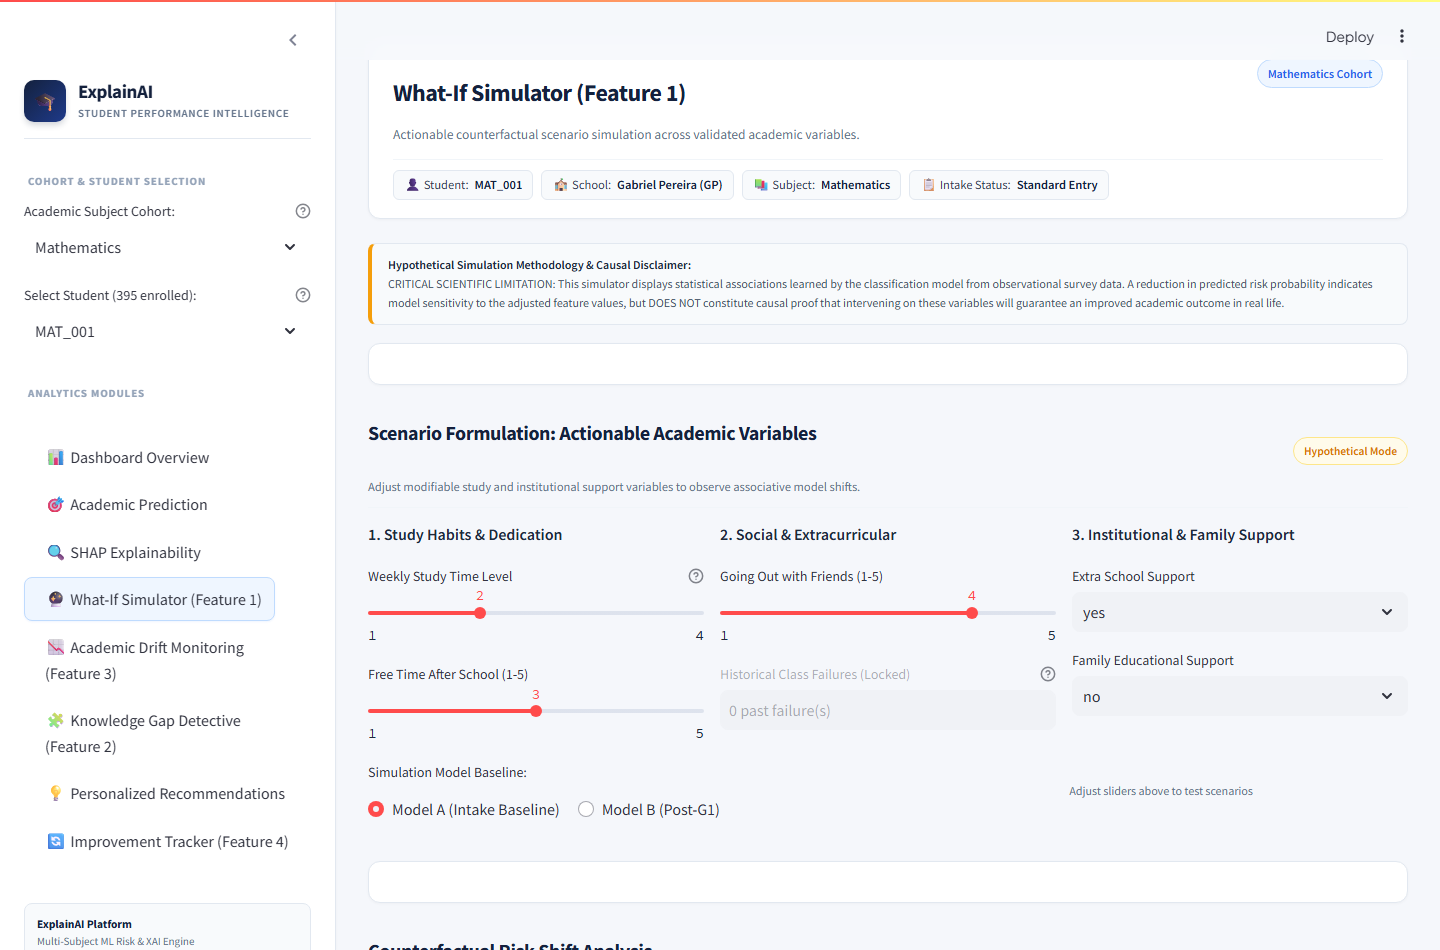 Deploy
ExplainAI
STUDENT PERFORMANCE INTELLIGENCE
COHORT & STUDENT SELECTION
Academic Subject Cohort:
Mathematics
Select Student (395 enrolled):
MAT_001
ANALYTICS MODULES
Dashboard Overview
Academic Prediction
SHAP Explainability
What-If Simulator (Feature 1)
Academic Drift Monitoring
(Feature 3)
Knowledge Gap Detective
(Feature 2)
Personalized Recommendations
Improvement Tracker (Feature 4)
ExplainAI Platform
Multi-Subject ML Risk & XAI Engine
Mathematics Cohort
What-If Simulator (Feature 1)
Actionable counterfactual scenario simulation across validated academic variables.
Student: MAT_001
School: Gabriel Pereira (GP)
Subject: Mathematics
Intake Status: Standard Entry
Hypothetical Simulation Methodology & Causal Disclaimer:
CRITICAL SCIENTIFIC LIMITATION: This simulator displays statistical associations learned by the classification model from observational survey data. A reduction in predicted risk probability indicates
model sensitivity to the adjusted feature values, but DOES NOT constitute causal proof that intervening on these variables will guarantee an improved academic outcome in real life.
Scenario Formulation: Actionable Academic Variables
Hypothetical Mode
Adjust modifiable study and institutional support variables to observe associative model shifts.
1. Study Habits & Dedication
Weekly Study Time Level
2
1 4
Free Time After School (1-5)
3
1 5
2. Social & Extracurricular
Going Out with Friends (1-5)
4
1 5
Historical Class Failures (Locked)
0 past failure(s)
3. Institutional & Family Support
Extra School Support
yes
Family Educational Support
no
Simulation Model Baseline:
Model A (Intake Baseline) Model B (Post-G1)
Adjust sliders above to test scenarios
Counterfactual Risk Shift Analysis